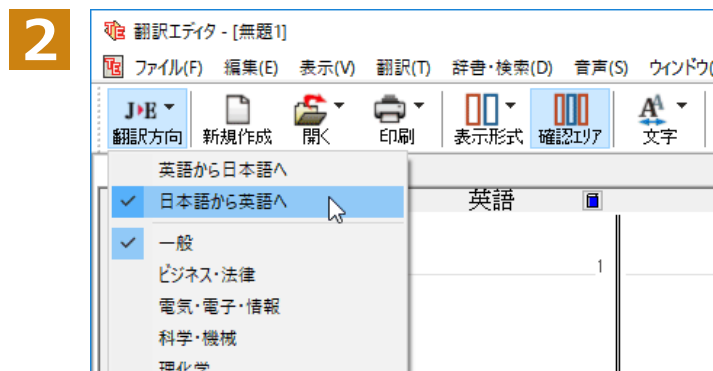 2
翻訳エディタ - [無題1]
ファイル(F) 編集(E) 表示(V) 翻訳(T) 辞書・検索(D) 音声(S) ウィンドウ(
J▶E
翻訳方向 新規作成 開く 印刷 表示形式 確認エリア 文字
英語から日本語へ
日本語から英語へ
英語
一般
1
ビジネス・法律
電気・電子・情報
科学・機械